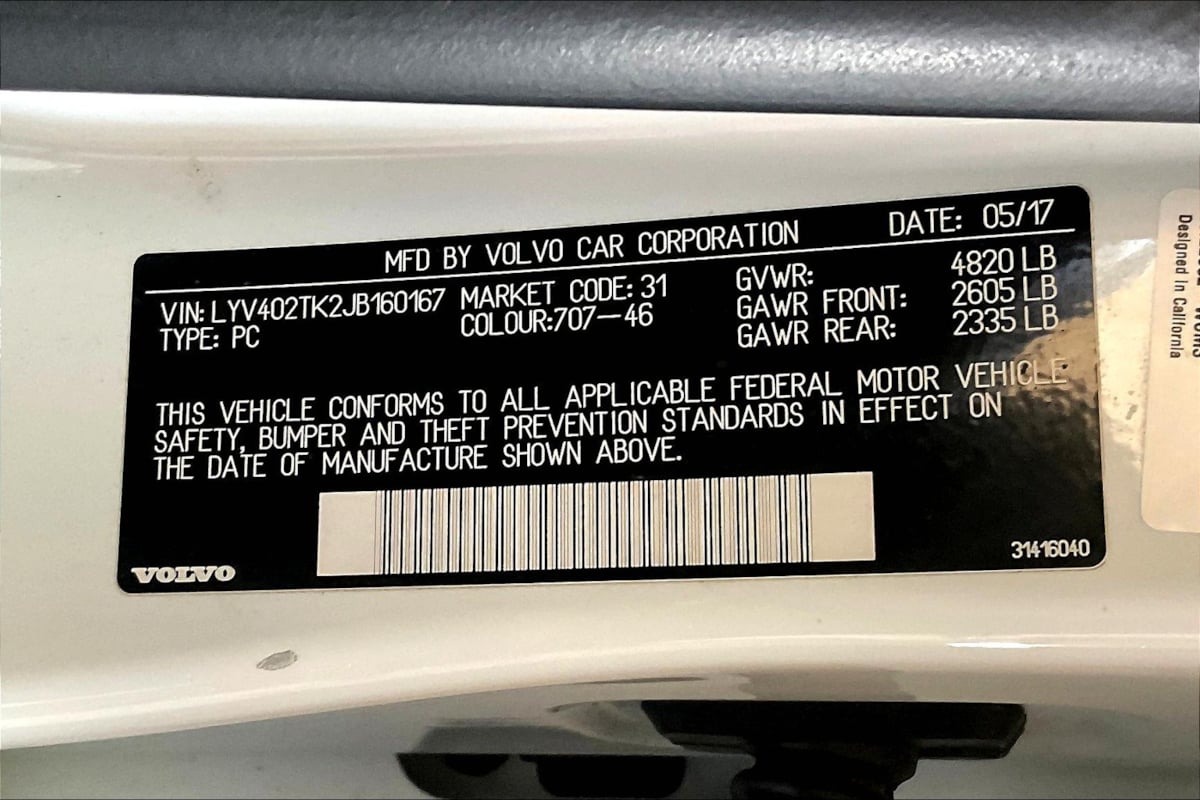 MFD BY VOLVO CAR CORPORATION DATE: 05/17
VIN: LYV402TK2JB160167 MARKET CODE: 31 GVWR: 4820 LB
TYPE: PC COLOUR:707-46 GAWR FRONT: 2605 LB
GAWR REAR: 2335 LB
THIS VEHICLE CONFORMS TO ALL APPLICABLE FEDERAL MOTOR VEHICLE
SAFETY, BUMPER AND THEFT PREVENTION STANDARDS IN EFFECT ON
THE DATE OF MANUFACTURE SHOWN ABOVE.
VOLVO
31416040
Designed in California